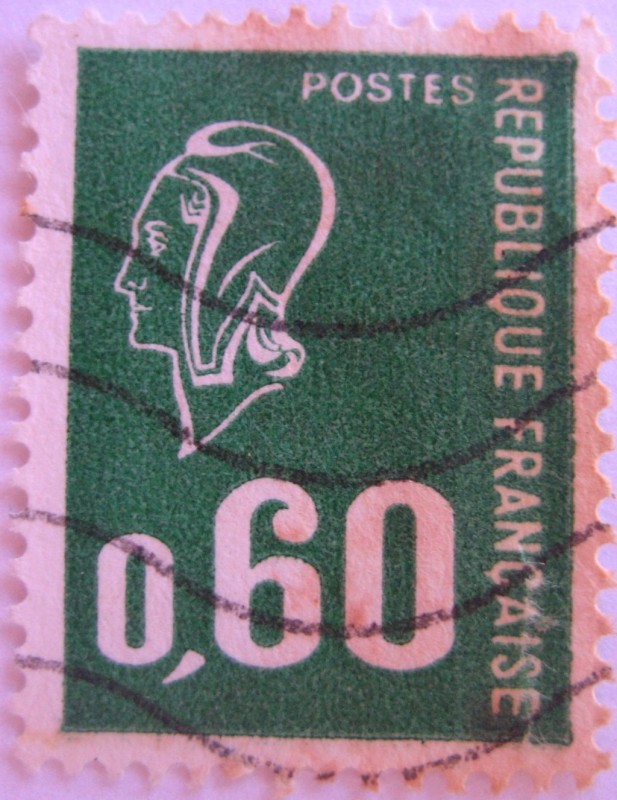 POSTES
REPUBLIQUE FRANÇAISE
0,60